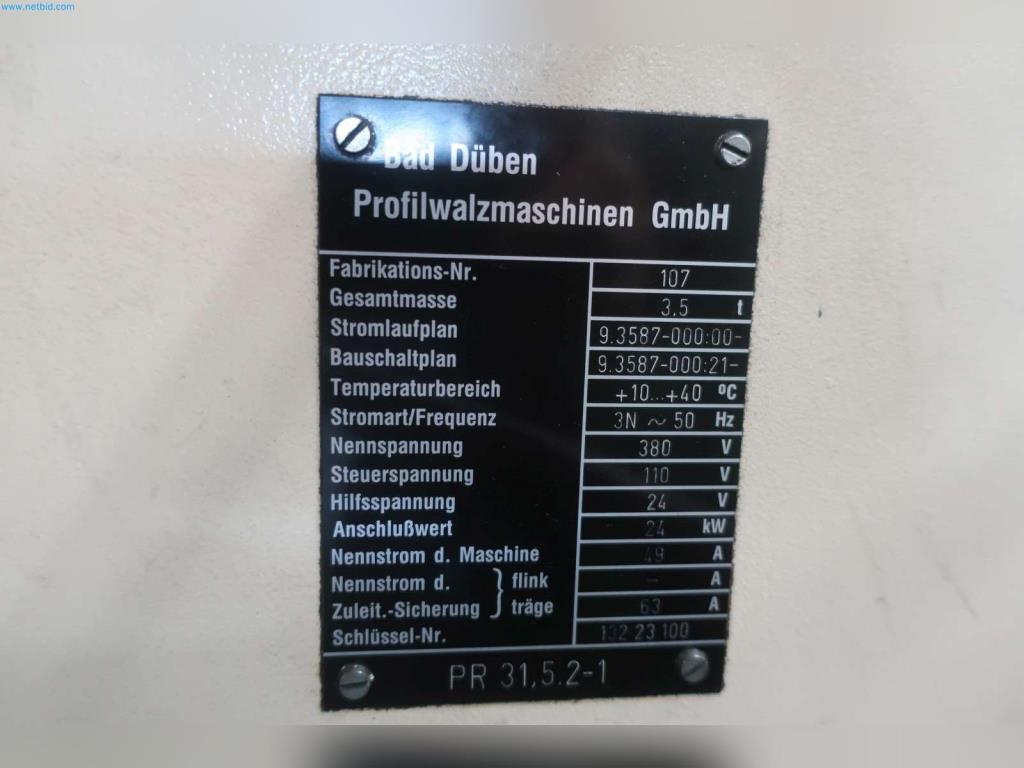 www.netbid.com
Bad Düben
Profilwalzmaschinen GmbH
Fabrikations-Nr. 107
Gesamtmasse 3,5 t
Stromlaufplan 9.3587-000:00-
Bauschaltplan 9.3587-000:21-
Temperaturbereich +10...+40 ºC
Stromart/Frequenz 3N ~ 50 Hz
Nennspannung 380 V
Steuerspannung 110 V
Hilfsspannung 24 V
Anschlußwert 24 kW
Nennstrom d. Maschine 49 A
Nennstrom d. } flink - A
Zuleit.-Sicherung träge 63 A
Schlüssel-Nr. 132 23 100
PR 31,5.2-1